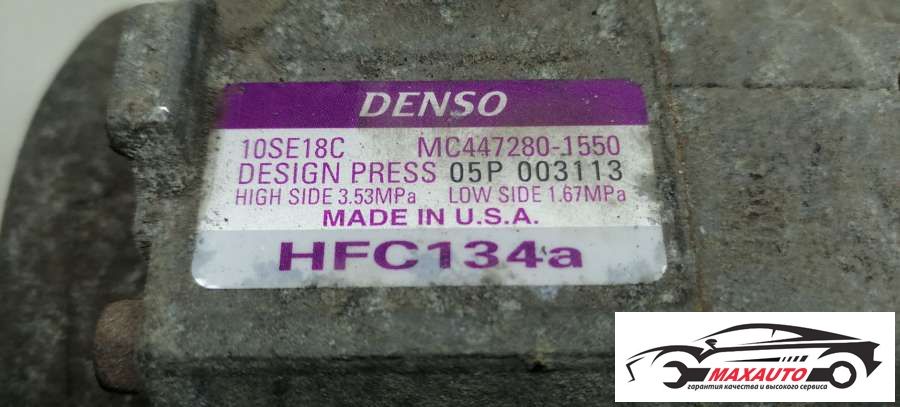 DENSO
10SE18C MC447280-1550
DESIGN PRESS 05P 003113
HIGH SIDE 3.53MPa LOW SIDE 1.67MPa
MADE IN U.S.A.
HFC134a
MAXAUTO
гарантия качества и высокого сервиса